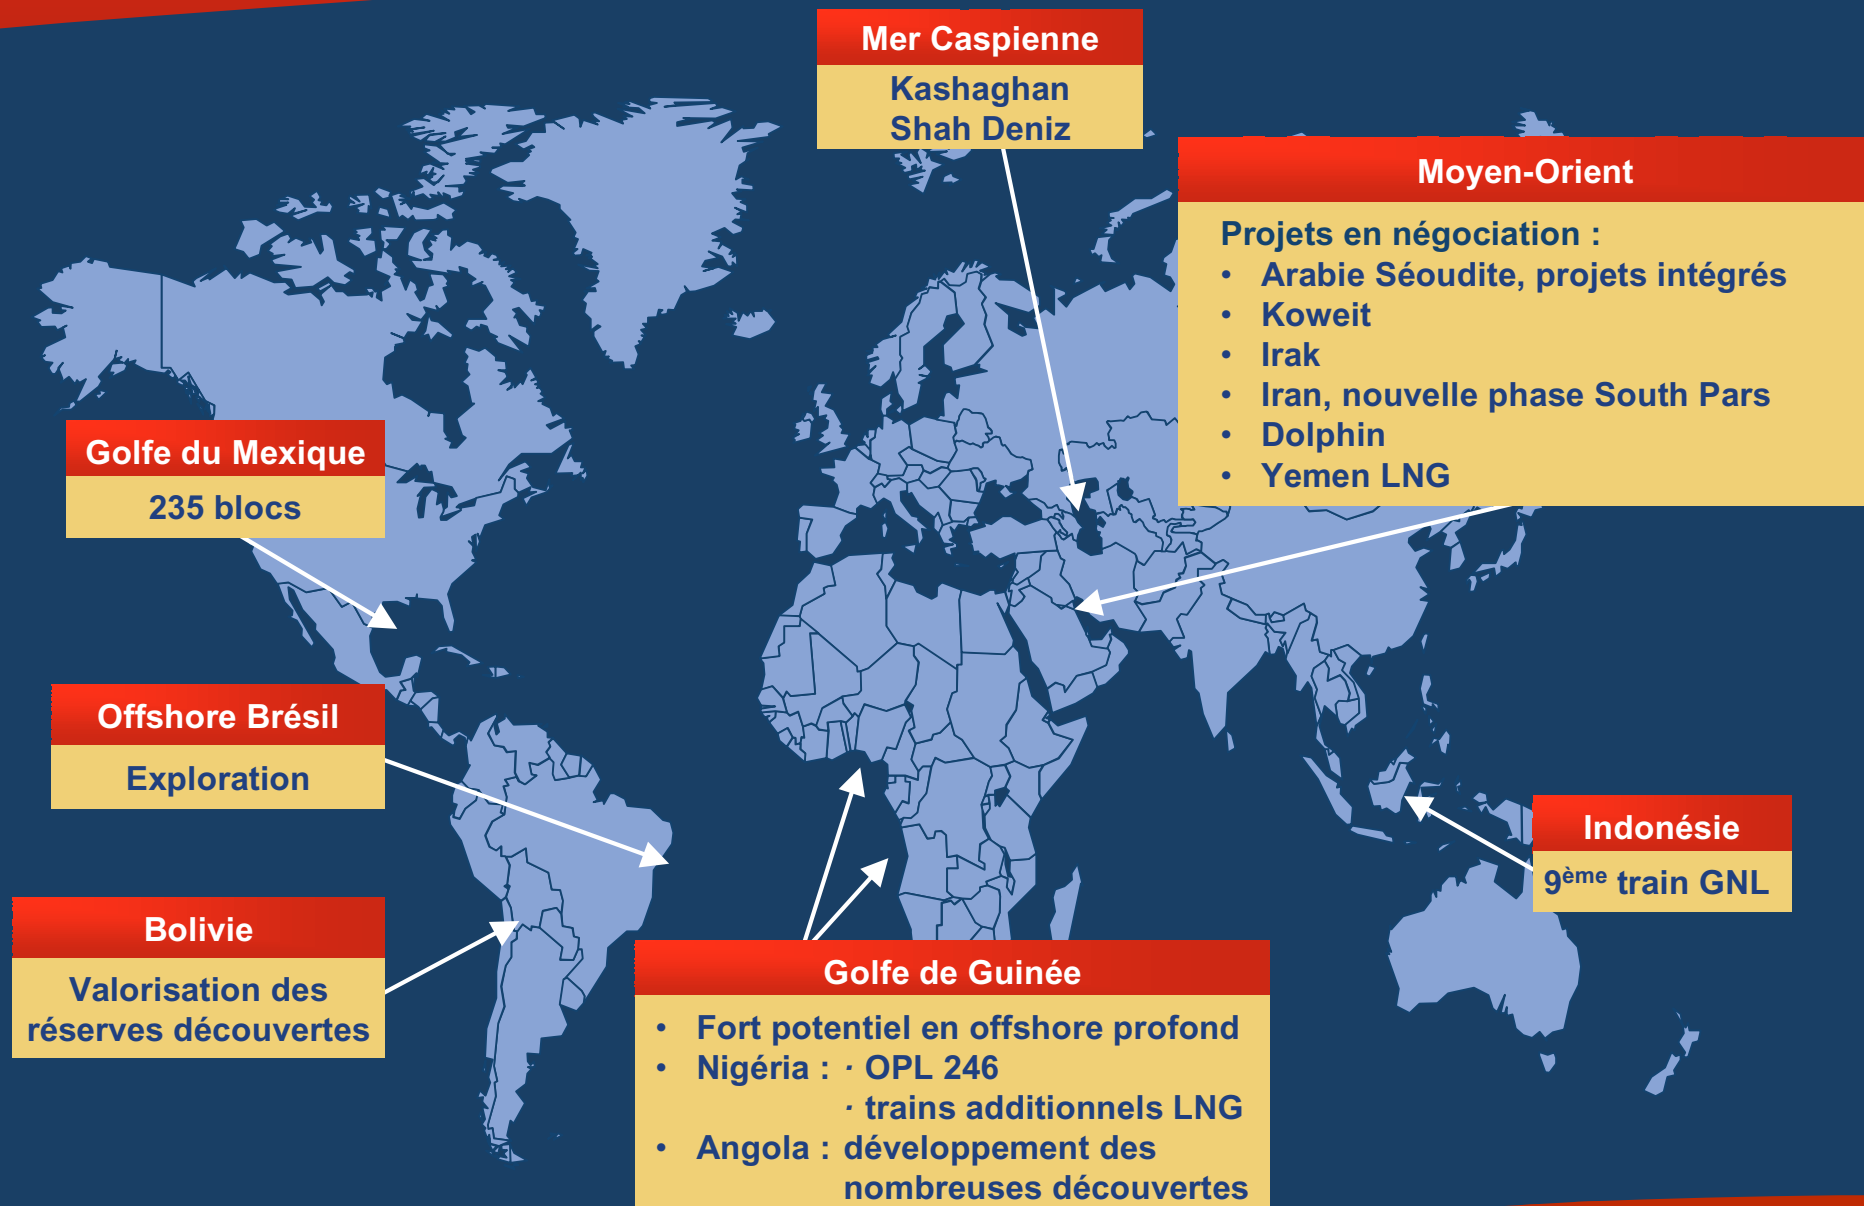 Mer Caspienne
Kashaghan
Shah Deniz
Moyen-Orient
Projets en négociation :
• Arabie Séoudite, projets intégrés
• Koweit
• Irak
• Iran, nouvelle phase South Pars
• Dolphin
• Yemen LNG
Golfe du Mexique
235 blocs
Offshore Brésil
Exploration
Bolivie
Valorisation des
réserves découvertes
Golfe de Guinée
• Fort potentiel en offshore profond
• Nigéria : · OPL 246
· trains additionnels LNG
• Angola : développement des
nombreuses découvertes
Indonésie
9ème train GNL